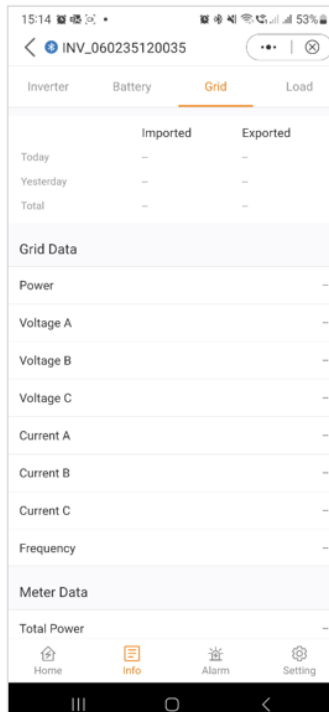 15:14 53%
INV_060235120035
Inverter Battery Grid Load
Imported Exported
Today -- --
Yesterday -- --
Total -- --
Grid Data
Power --
Voltage A --
Voltage B --
Voltage C --
Current A --
Current B --
Current C --
Frequency --
Meter Data
Total Power --
Home Info Alarm Setting